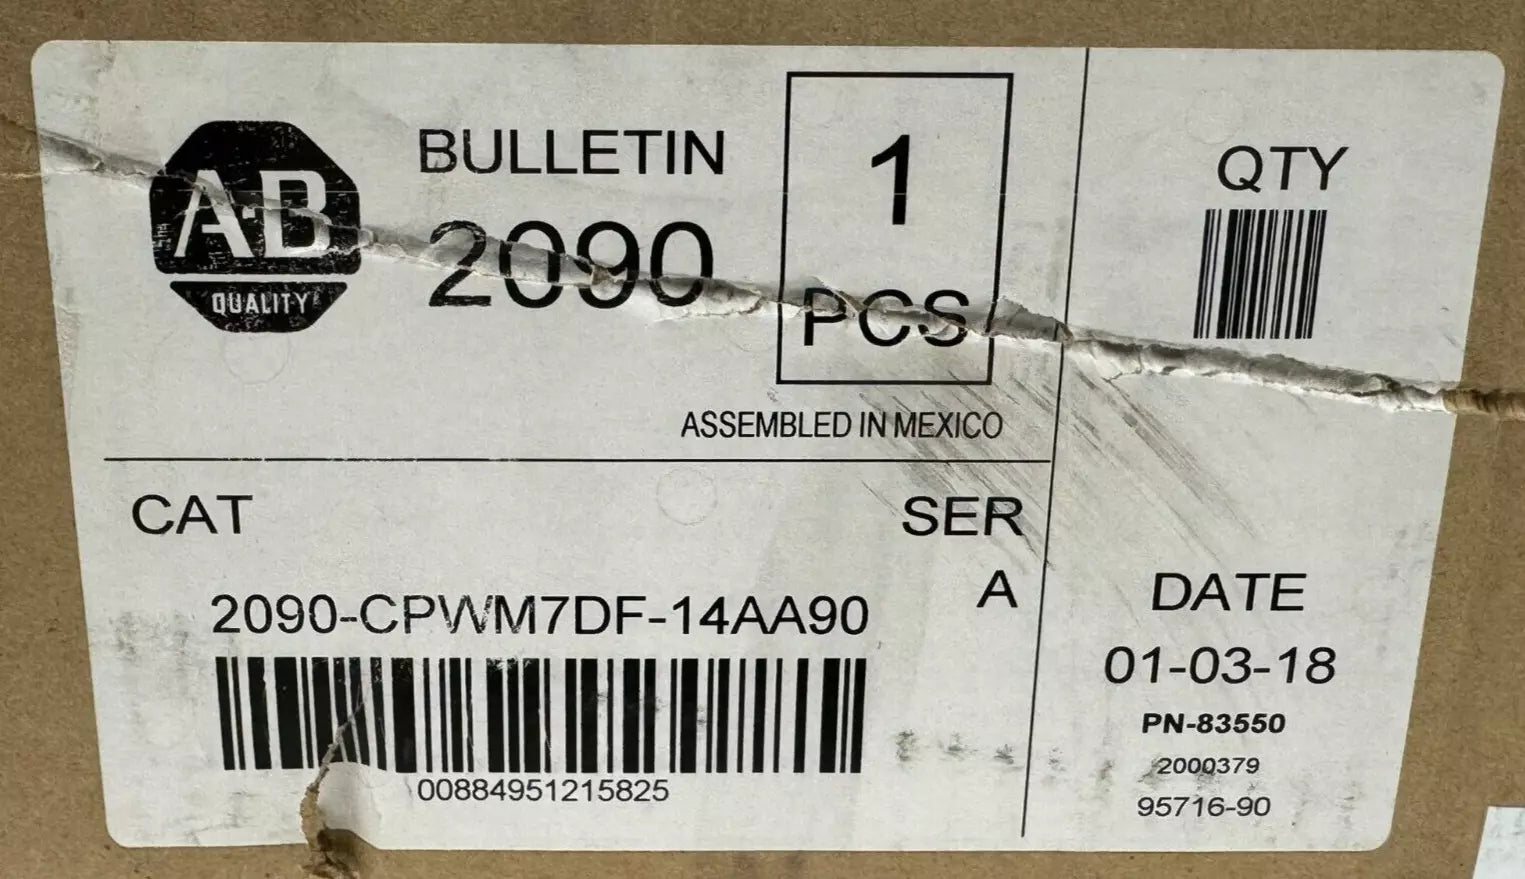 A-B
QUALITY
BULLETIN
2090
1
PCS
ASSEMBLED IN MEXICO
QTY
CAT
SER
A
2090-CPWM7DF-14AA90
00884951215825
DATE
01-03-18
PN-83550
2000379
95716-90